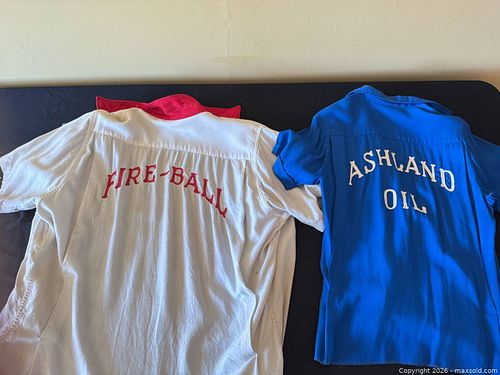 FIRE-BALL
ASHLAND
OIL
Copyright 2026 - maxsold.com